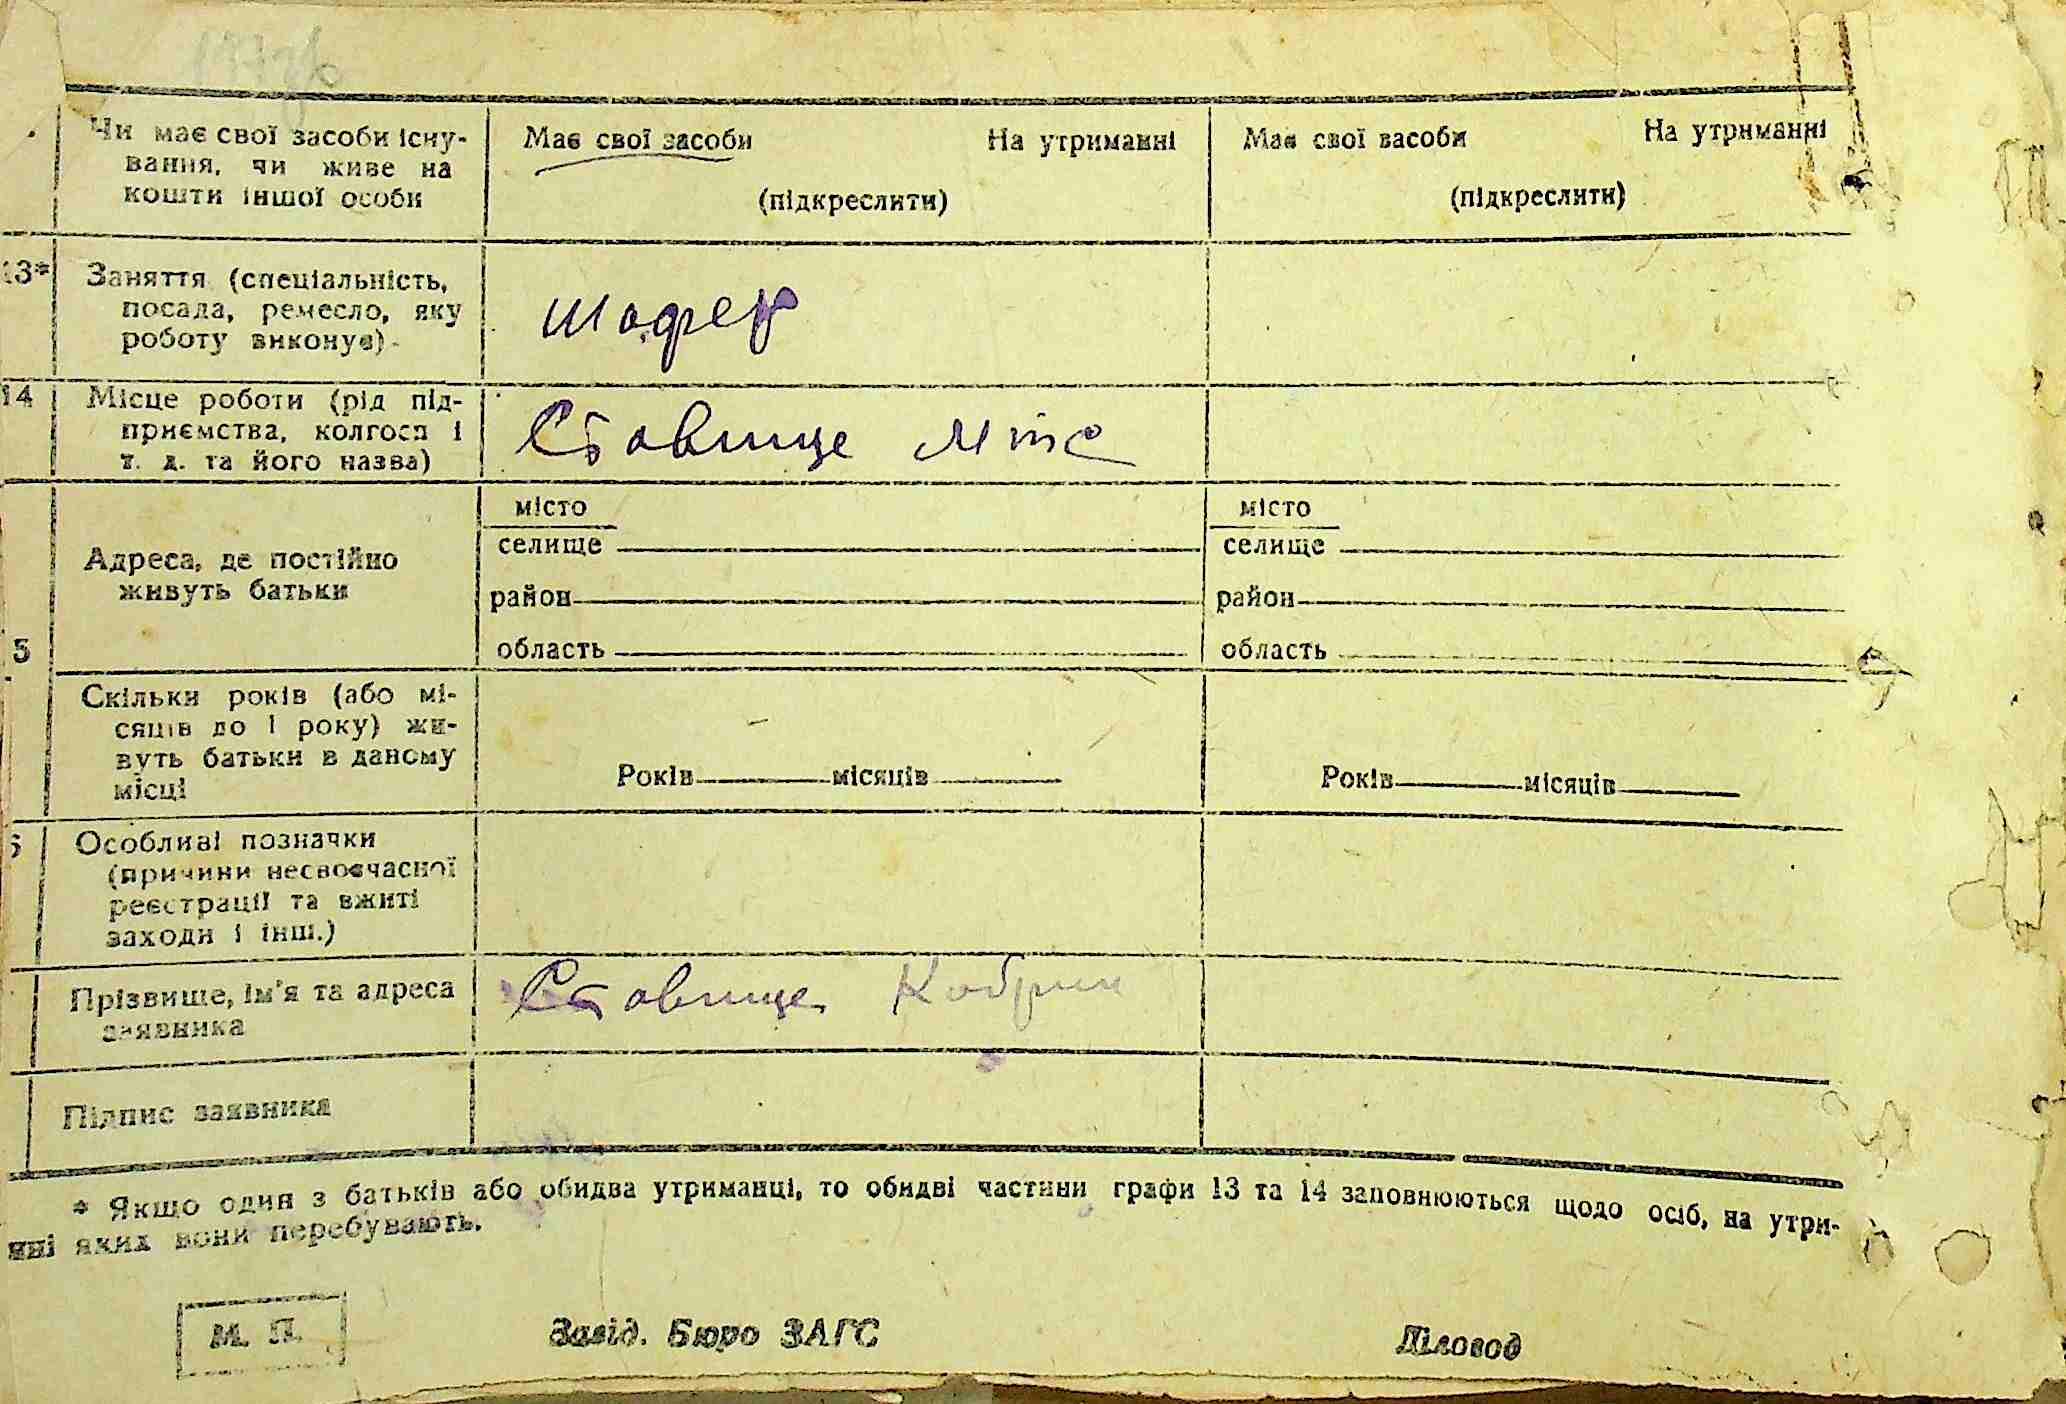 Чи має свої засоби існу-
вання, чи живе на
кошти іншої особи
Має свої засоби На утриманні
(підкреслити)
Має свої засоби На утриманні
(підкреслити)
13*
Заняття (спеціальність,
посада, ремесло, яку
роботу виконує)
шофер
14
Місце роботи (рід під-
приємства, колгосп і
т. д. та його назва)
Ставище мтс
5
Адреса, де постійно
живуть батьки
місто
селище
район
область
місто
селище
район
область
Скільки років (або мі-
сяців до 1 року) жи-
вуть батьки в даному
місці
Років місяців
Років місяців
Особливі позначки
(причини несвоєчасної
реєстрації та вжиті
заходи і інш.)
Прізвище, ім'я та адреса
заявника
Ставище Кобрин
Підпис заявника
* Якщо один з батьків або обидва утриманці, то обидві частини графи 13 та 14 заповнюються щодо осіб, на утри-
нні яких вони перебувають.
М. П.
Завід. Бюро ЗАГС
Діловод